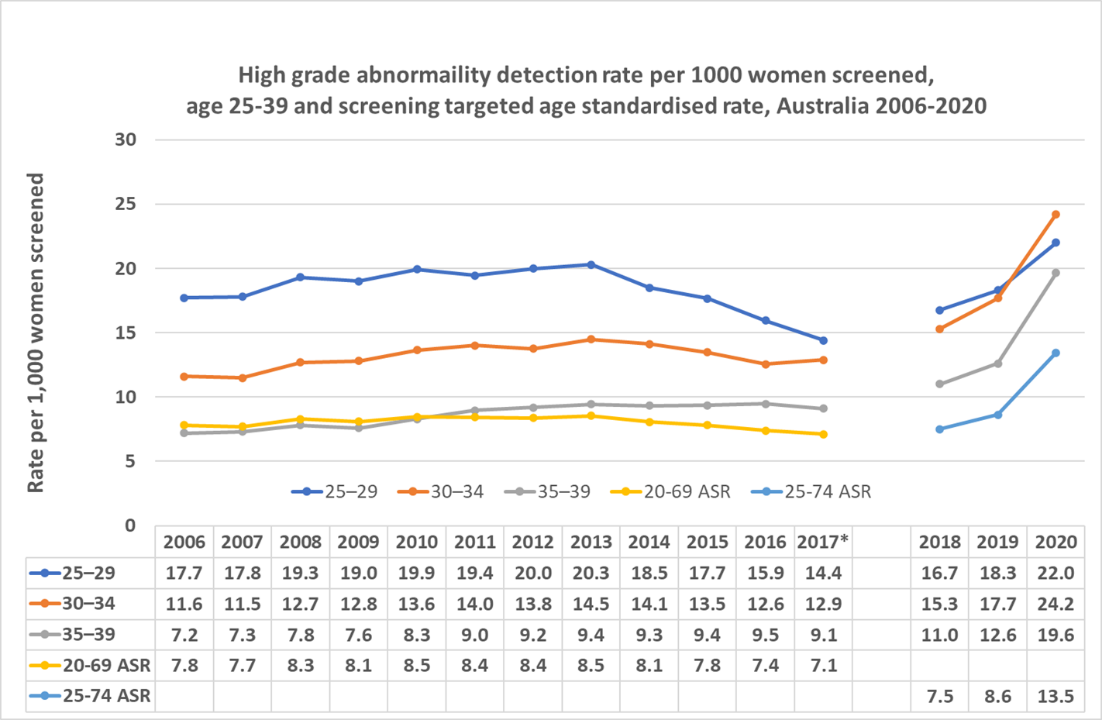 High grade abnormaility detection rate per 1000 women screened,
age 25-39 and screening targeted age standardised rate, Australia 2006-2020
Rate per 1,000 women screened
30
25
20
15
10
5
0
25–29 30–34 35–39 20-69 ASR 25-74 ASR
2006 2007 2008 2009 2010 2011 2012 2013 2014 2015 2016 2017* 2018 2019 2020
25–29 17.7 17.8 19.3 19.0 19.9 19.4 20.0 20.3 18.5 17.7 15.9 14.4 16.7 18.3 22.0
30–34 11.6 11.5 12.7 12.8 13.6 14.0 13.8 14.5 14.1 13.5 12.6 12.9 15.3 17.7 24.2
35–39 7.2 7.3 7.8 7.6 8.3 9.0 9.2 9.4 9.3 9.4 9.5 9.1 11.0 12.6 19.6
20-69 ASR 7.8 7.7 8.3 8.1 8.5 8.4 8.4 8.5 8.1 7.8 7.4 7.1
25-74 ASR 7.5 8.6 13.5